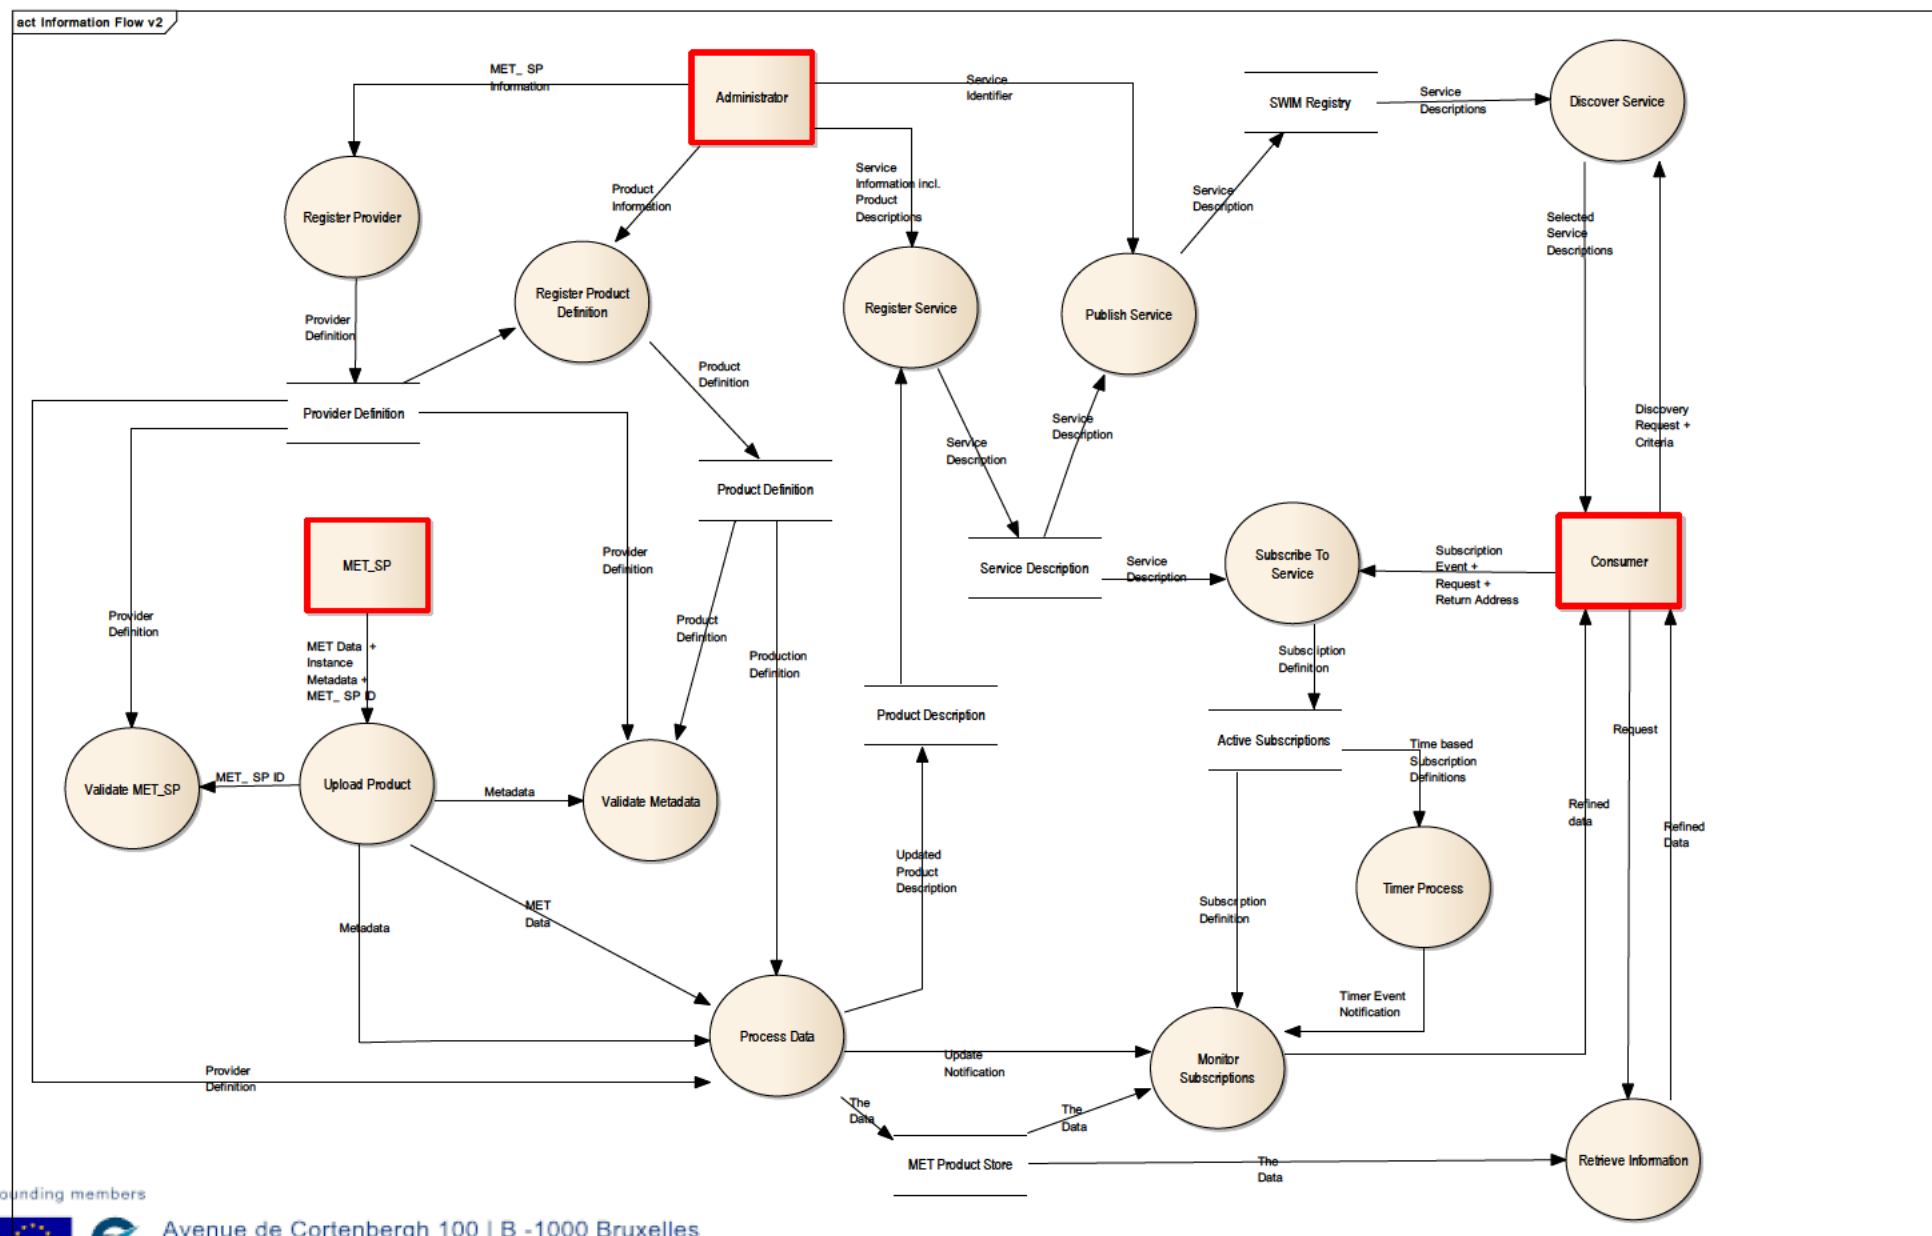 act Information Flow v2
MET_ SP
Information
Administrator
Service
Identifier
SWIM Registry
Service
Descriptions
Discover Service
Service
Information incl.
Product
Descriptions
Product
Information
Service
Description
Register Provider
Selected
Service
Descriptions
Register Product
Definition
Register Service
Publish Service
Provider
Definition
Product
Definition
Provider Definition
Service
Description
Service
Description
Discovery
Request +
Criteria
Product Definition
MET_SP
Provider
Definition
Service Description
Service
Description
Subscribe To
Service
Subscription
Event +
Request +
Return Address
Consumer
Provider
Definition
MET Data +
Instance
Metadata +
MET_ SP ID
Product
Definition
Production
Definition
Subscription
Definition
Product Description
Active Subscriptions
Time based
Subscription
Definitions
Request
Validate MET_SP
MET_ SP ID
Upload Product
Metadata
Validate Metadata
Refined
data
Refined
Data
Updated
Product
Description
Timer Process
Metadata
MET
Data
Subscription
Definition
Timer Event
Notification
Process Data
Update
Notification
Monitor
Subscriptions
Provider
Definition
The
Data
The
Data
MET Product Store
The
Data
Retrieve Information
ounding members
Avenue de Cortenbergh 100 | B -1000 Bruxelles